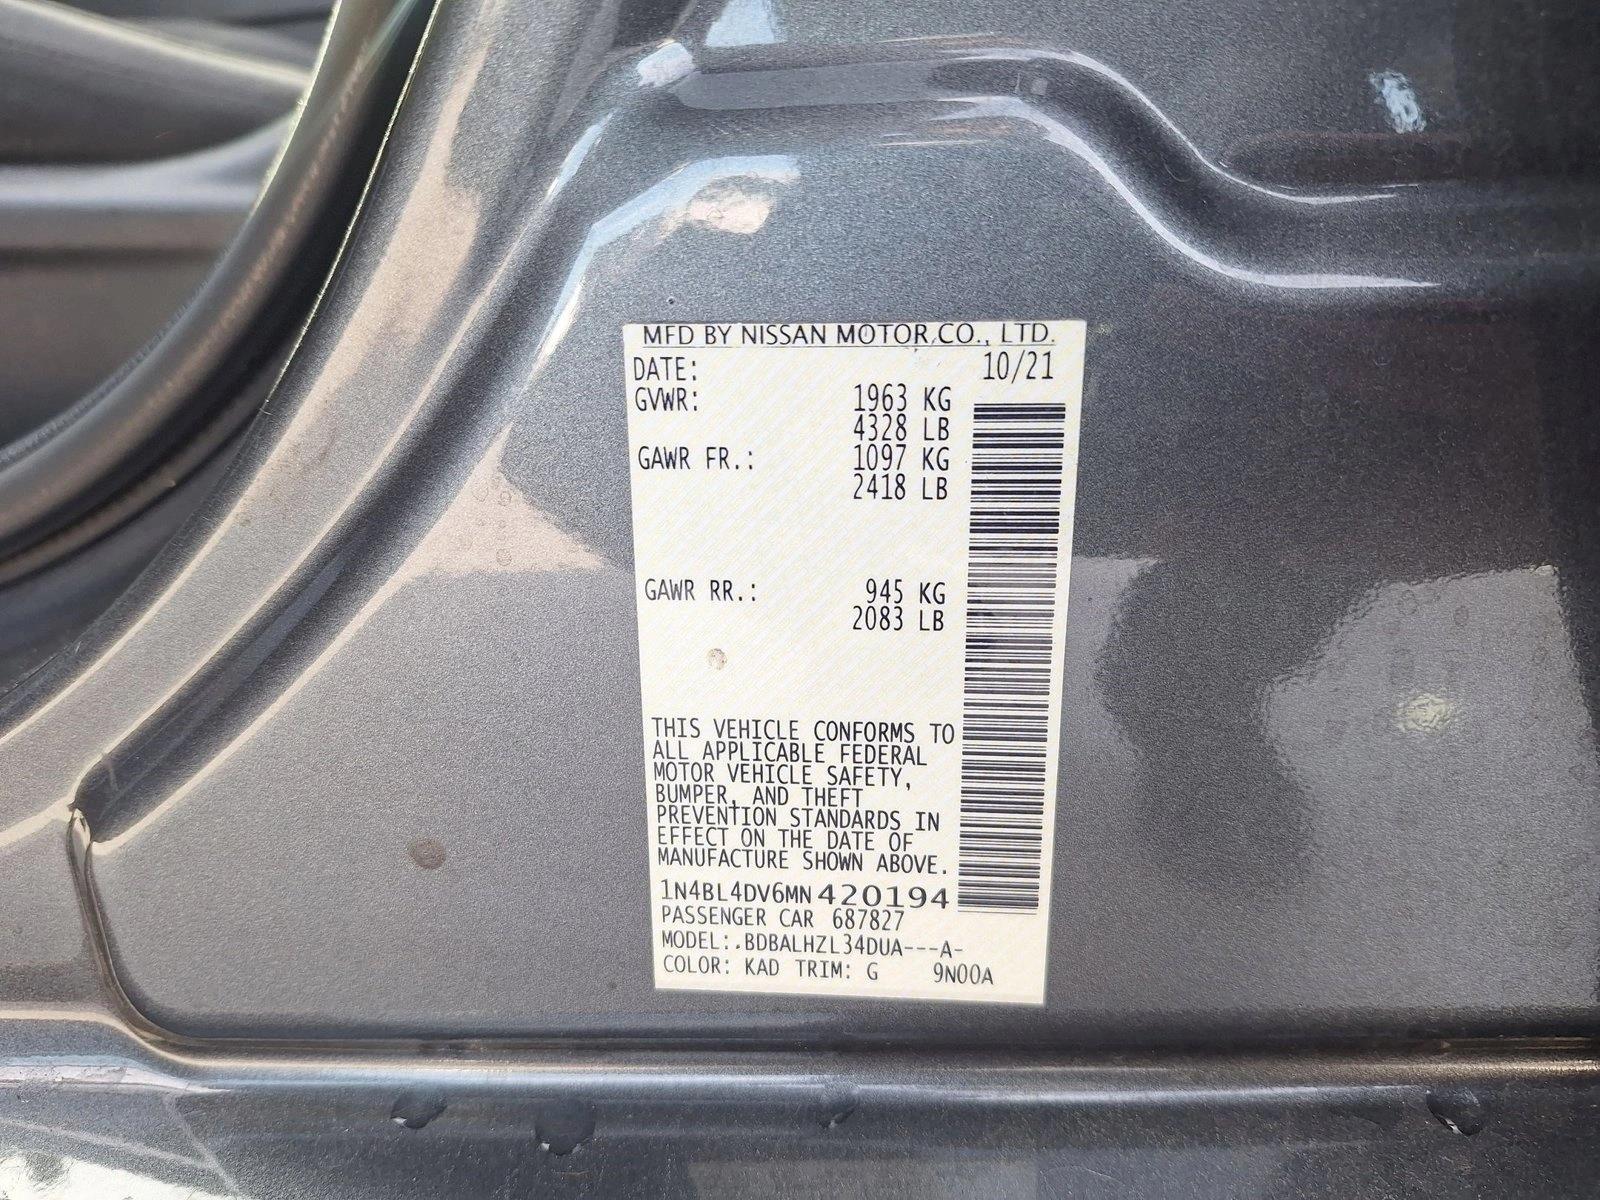 MFD BY NISSAN MOTOR CO., LTD.
DATE: 10/21
GVWR: 1963 KG
4328 LB
GAWR FR.: 1097 KG
2418 LB
GAWR RR.: 945 KG
2083 LB
THIS VEHICLE CONFORMS TO
ALL APPLICABLE FEDERAL
MOTOR VEHICLE SAFETY,
BUMPER, AND THEFT
PREVENTION STANDARDS IN
EFFECT ON THE DATE OF
MANUFACTURE SHOWN ABOVE.
1N4BL4DV6MN420194
PASSENGER CAR 687827
MODEL:.BDBALHZL34DUA---A-
COLOR: KAD TRIM: G 9N00A